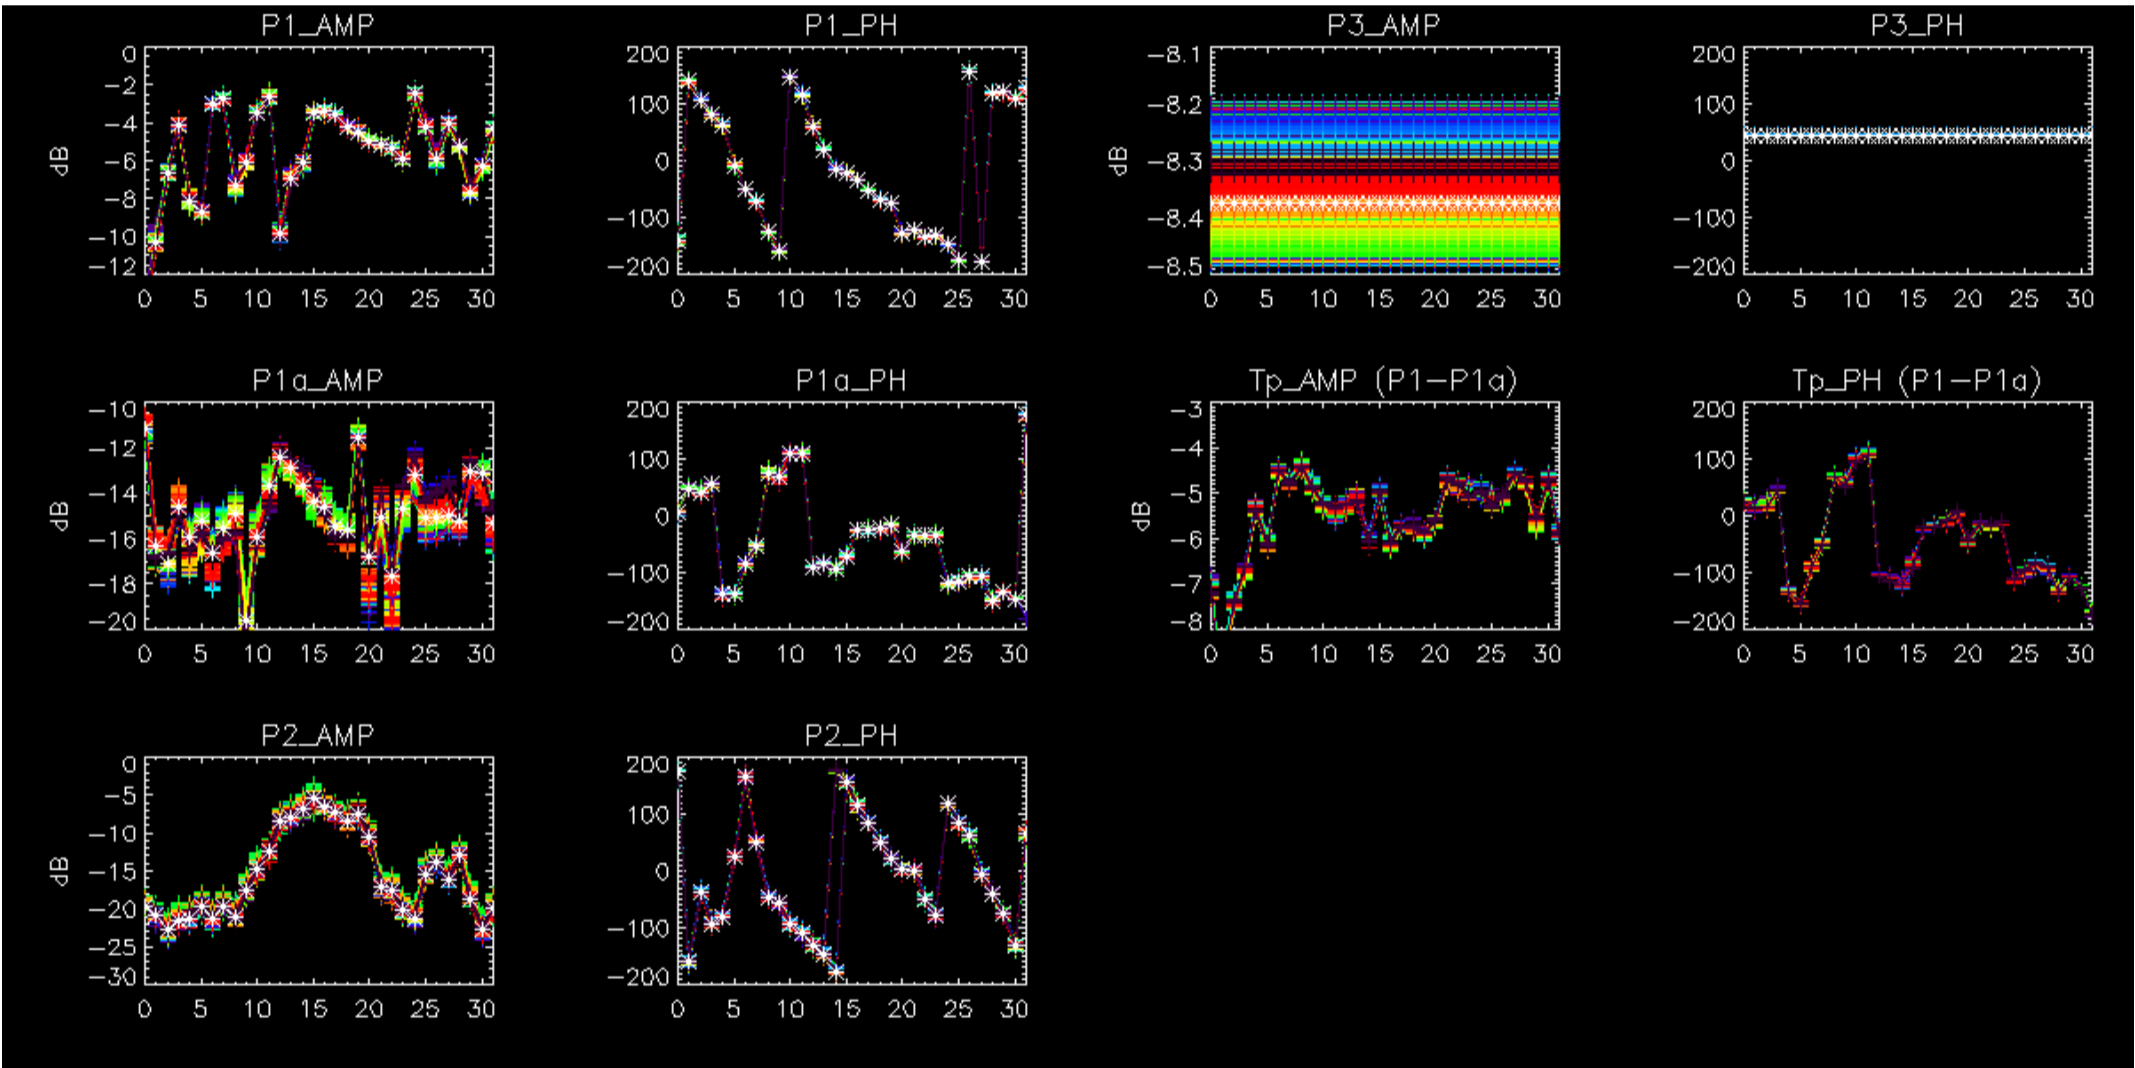 P1_AMP
0
−2
−4
−6
−8
−10
−12
dB
0 5 10 15 20 25 30
P1_PH
200
100
0
−100
−200
0 5 10 15 20 25 30
P3_AMP
−8.1
−8.2
−8.3
−8.4
−8.5
dB
0 5 10 15 20 25 30
P3_PH
200
100
0
−100
−200
0 5 10 15 20 25 30
P1a_AMP
−10
−12
−14
−16
−18
−20
dB
0 5 10 15 20 25 30
P1a_PH
200
100
0
−100
−200
0 5 10 15 20 25 30
Tp_AMP (P1−P1a)
−3
−4
−5
−6
−7
−8
dB
0 5 10 15 20 25 30
Tp_PH (P1−P1a)
200
100
0
−100
−200
0 5 10 15 20 25 30
P2_AMP
0
−5
−10
−15
−20
−25
−30
dB
0 5 10 15 20 25 30
P2_PH
200
100
0
−100
−200
0 5 10 15 20 25 30